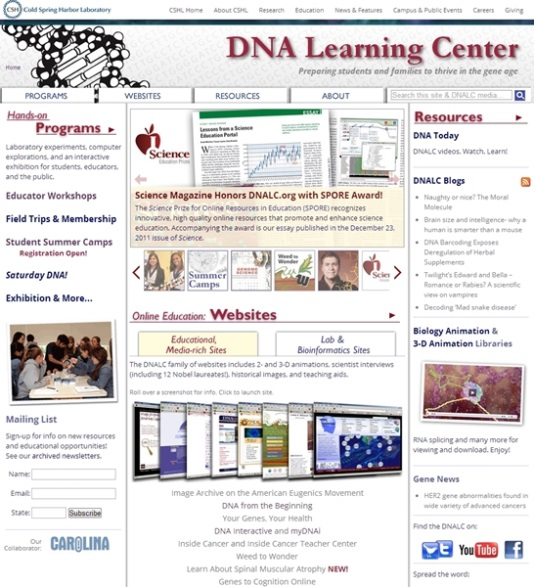 CSHL Cold Spring Harbor Laboratory
CSHL Home About CSHL Research Education News & Features Campus & Public Events Careers Giving
DNA Learning Center
Preparing students and families to thrive in the gene age
Home
PROGRAMS WEBSITES RESOURCES ABOUT Search this site & DNALC media...
Hands-on
Programs
Laboratory experiments, computer
explorations, and an interactive
exhibition for students, educators,
and the public.
Educator Workshops
Field Trips & Membership
Student Summer Camps
Registration Open!
Saturday DNA!
Exhibition & More...
Mailing List
Sign-up for info on new resources
and educational opportunities!
See our archived newsletters.
Name:
Email:
State: Subscribe
Our
Collaborator: CAROLINA
ESSAY
Lessons from a Science
Education Portal
Science
Education Prizes
Science Magazine Honors DNALC.org with SPORE Award!
The Science Prize for Online Resources in Education (SPORE) recognizes
innovative, high quality online resources that promote and enhance science
education. Accompanying the award is our essay published in the December 23,
2011 issue of Science.
Summer
Camps
Weed to
Wonder
Scien
Online Education: Websites
Educational,
Media-rich Sites
Lab &
Bioinformatics Sites
The DNALC family of websites includes 2- and 3-D animations, scientist interviews
(including 12 Nobel laureates!), historical images, and teaching aids.
Roll over a screenshot for info. Click to launch site.
Image Archive on the American Eugenics Movement
DNA from the Beginning
Your Genes, Your Health
DNA interactive and myDNAi
Inside Cancer and Inside Cancer Teacher Center
Weed to Wonder
Learn About Spinal Muscular Atrophy NEW!
Genes to Cognition Online
Resources
DNA Today
DNALC videos. Watch, Learn!
DNALC Blogs
Naughty or nice? The Moral
Molecule
Brain size and intelligence- why a
human is smarter than a mouse
DNA Barcoding Exposes
Deregulation of Herbal
Supplements
Twilight's Edward and Bella –
Romance or Rabies? A scientific
view on vampires
Decoding 'Mad snake disease'
Biology Animation &
3-D Animation Libraries
RNA splicing and many more for
viewing and download. Enjoy!
Gene News
HER2 gene abnormalities found in
wide variety of advanced cancers
Find the DNALC on:
YouTube
Spread the word: